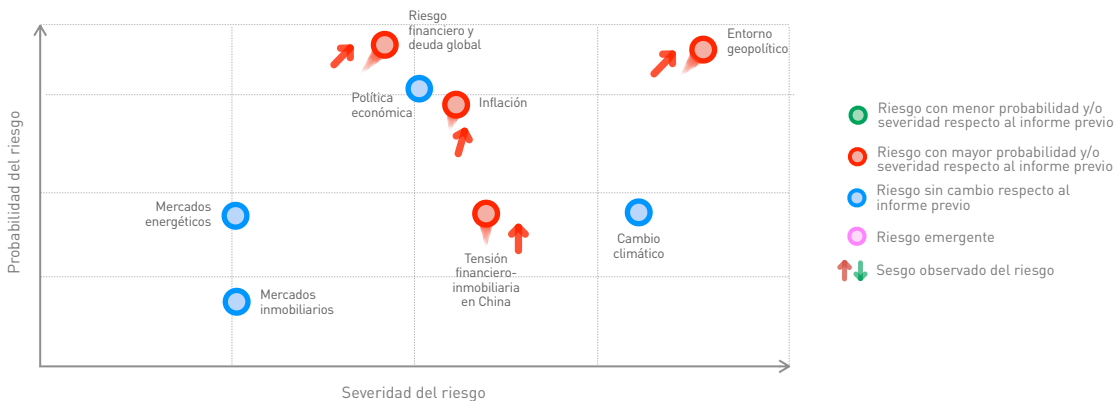 Riesgo
financiero y
deuda global
Entorno
geopolítico
Política
económica
Inflación
Mercados
energéticos
Tensión
financiero-
inmobiliaria
en China
Cambio
climático
Mercados
inmobiliarios
Probabilidad del riesgo
Severidad del riesgo
Riesgo con menor probabilidad y/o
severidad respecto al informe previo
Riesgo con mayor probabilidad y/o
severidad respecto al informe previo
Riesgo sin cambio respecto al
informe previo
Riesgo emergente
Sesgo observado del riesgo